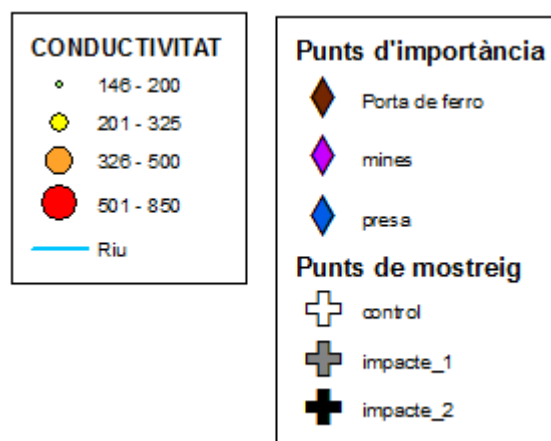 CONDUCTIVITAT
146 - 200
201 - 325
326 - 500
501 - 850
Riu
Punts d'importància
Porta de ferro
mines
presa
Punts de mostreig
control
impacte_1
impacte_2